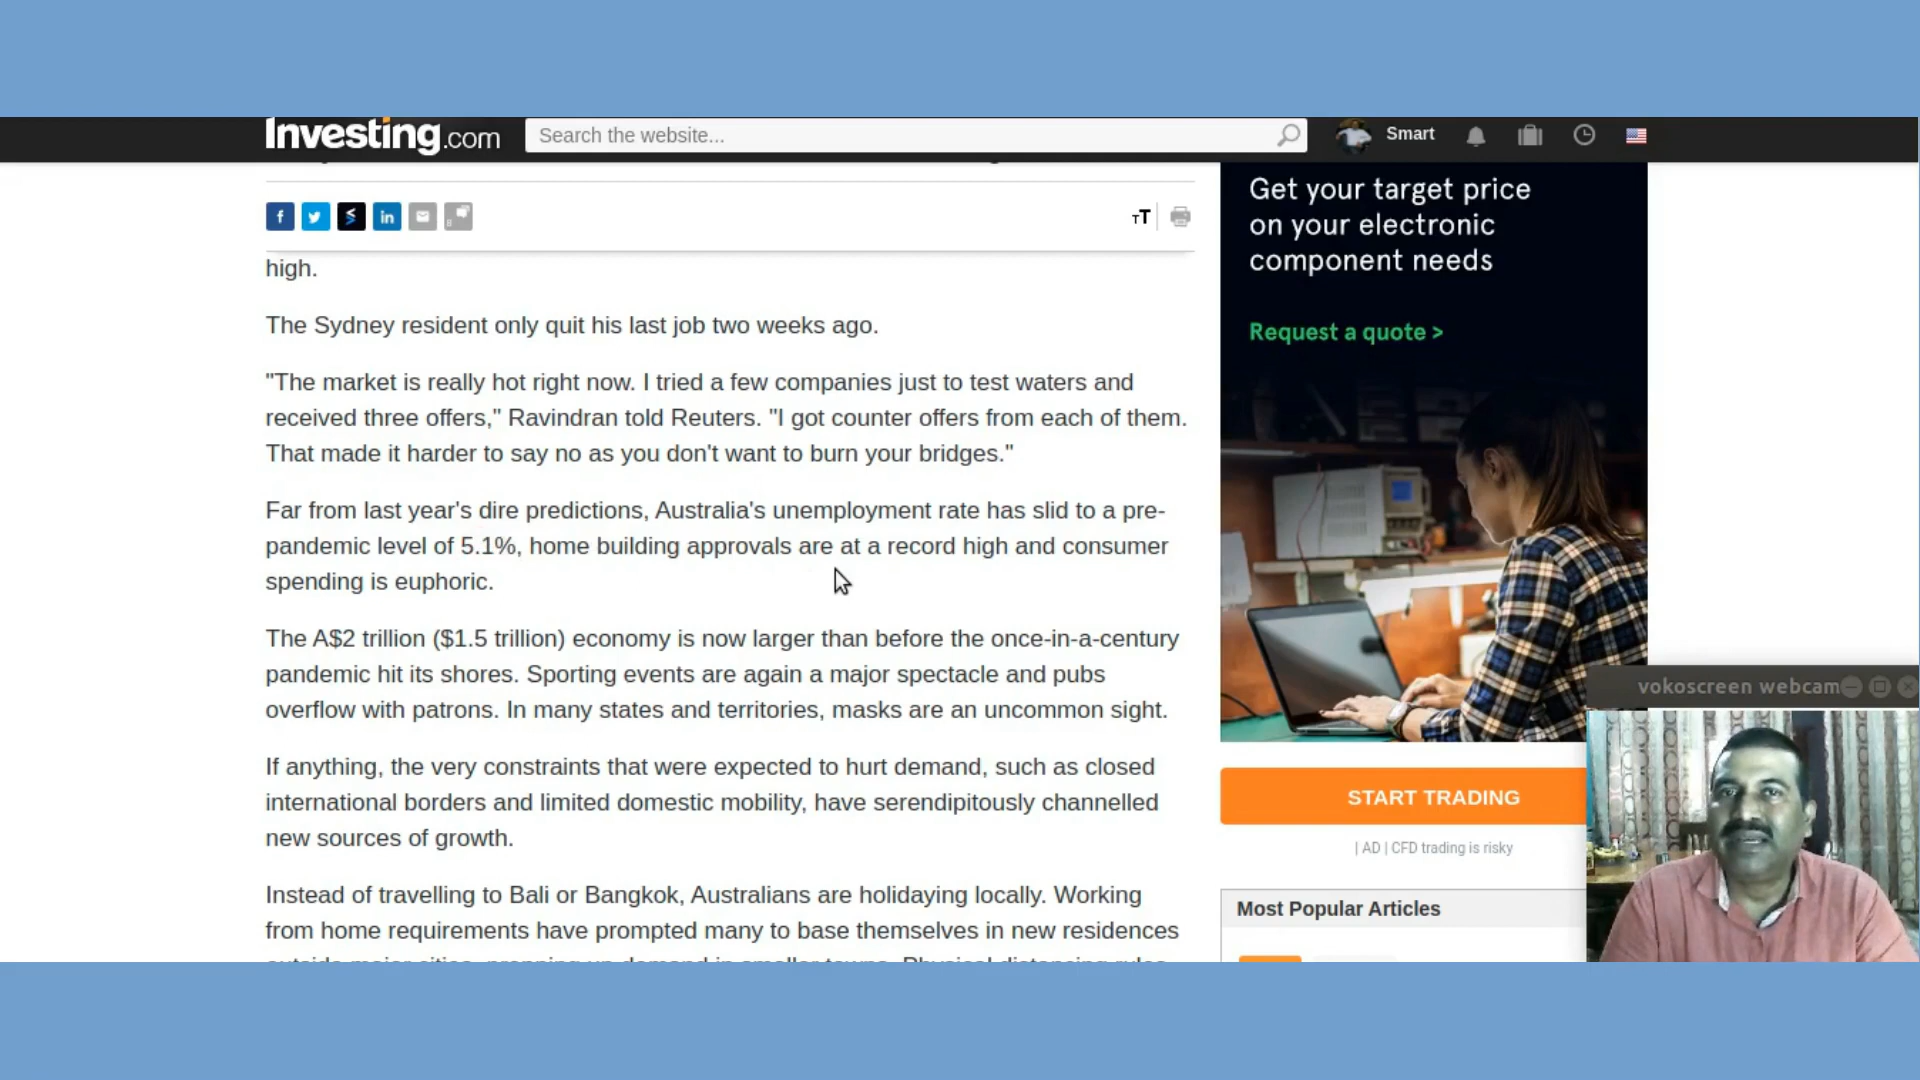 Investing.com
Search the website...
Smart
high.
The Sydney resident only quit his last job two weeks ago.
"The market is really hot right now. I tried a few companies just to test waters and
received three offers," Ravindran told Reuters. "I got counter offers from each of them.
That made it harder to say no as you don't want to burn your bridges."
Far from last year's dire predictions, Australia's unemployment rate has slid to a pre-
pandemic level of 5.1%, home building approvals are at a record high and consumer
spending is euphoric.
The A$2 trillion ($1.5 trillion) economy is now larger than before the once-in-a-century
pandemic hit its shores. Sporting events are again a major spectacle and pubs
overflow with patrons. In many states and territories, masks are an uncommon sight.
If anything, the very constraints that were expected to hurt demand, such as closed
international borders and limited domestic mobility, have serendipitously channelled
new sources of growth.
Instead of travelling to Bali or Bangkok, Australians are holidaying locally. Working
from home requirements have prompted many to base themselves in new residences
Get your target price
on your electronic
component needs
Request a quote >
START TRADING
| AD | CFD trading is risky
Most Popular Articles
vokoscreen webcam